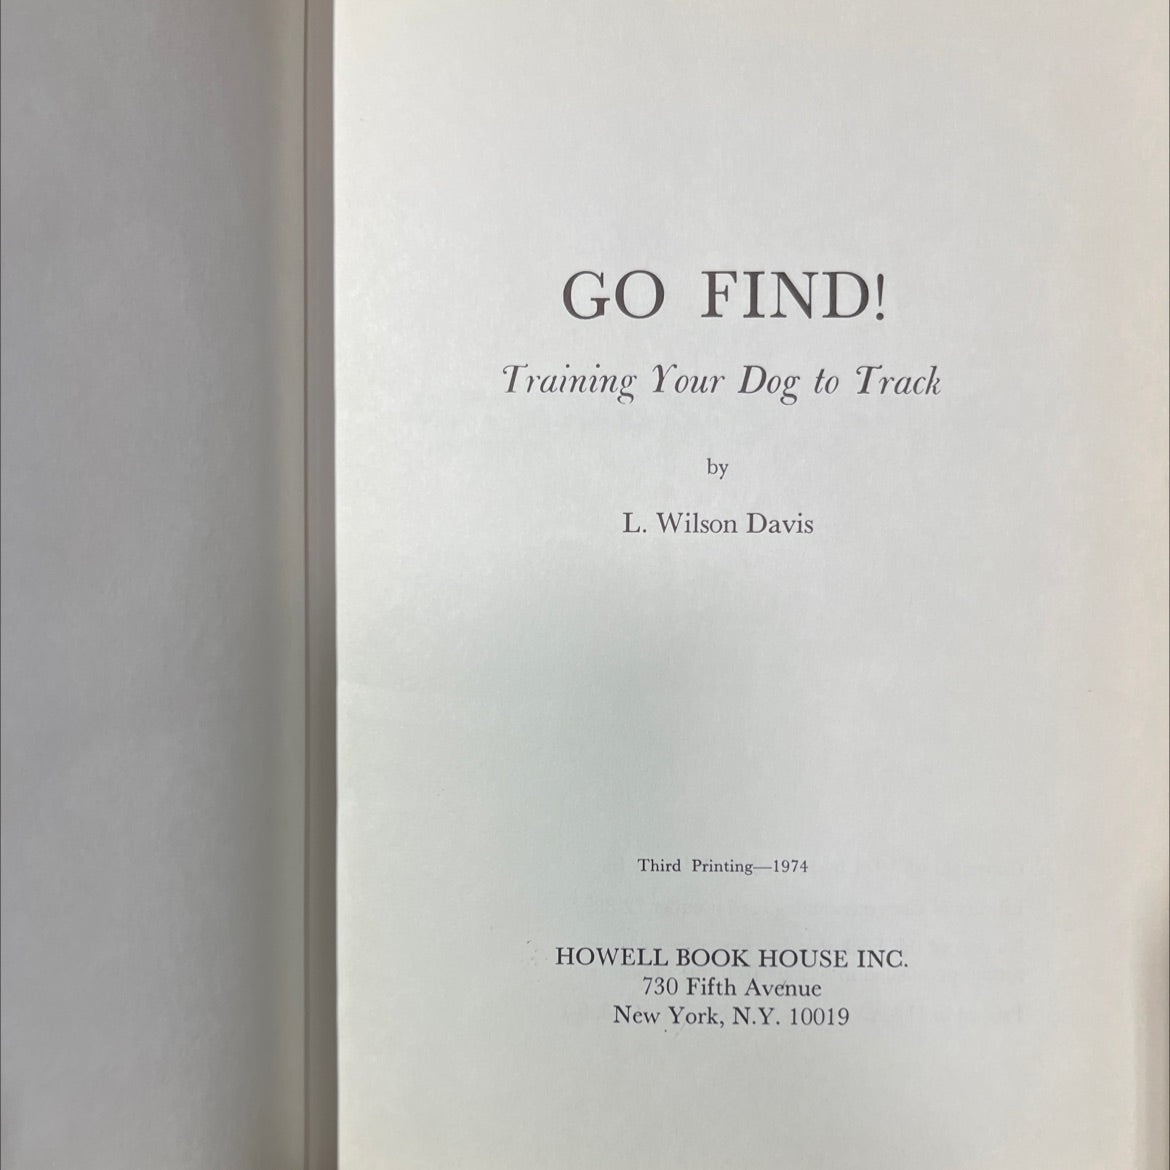 GO FIND!
Training Your Dog to Track
by
L. Wilson Davis
Third Printing—1974
HOWELL BOOK HOUSE INC.
730 Fifth Avenue
New York, N.Y. 10019